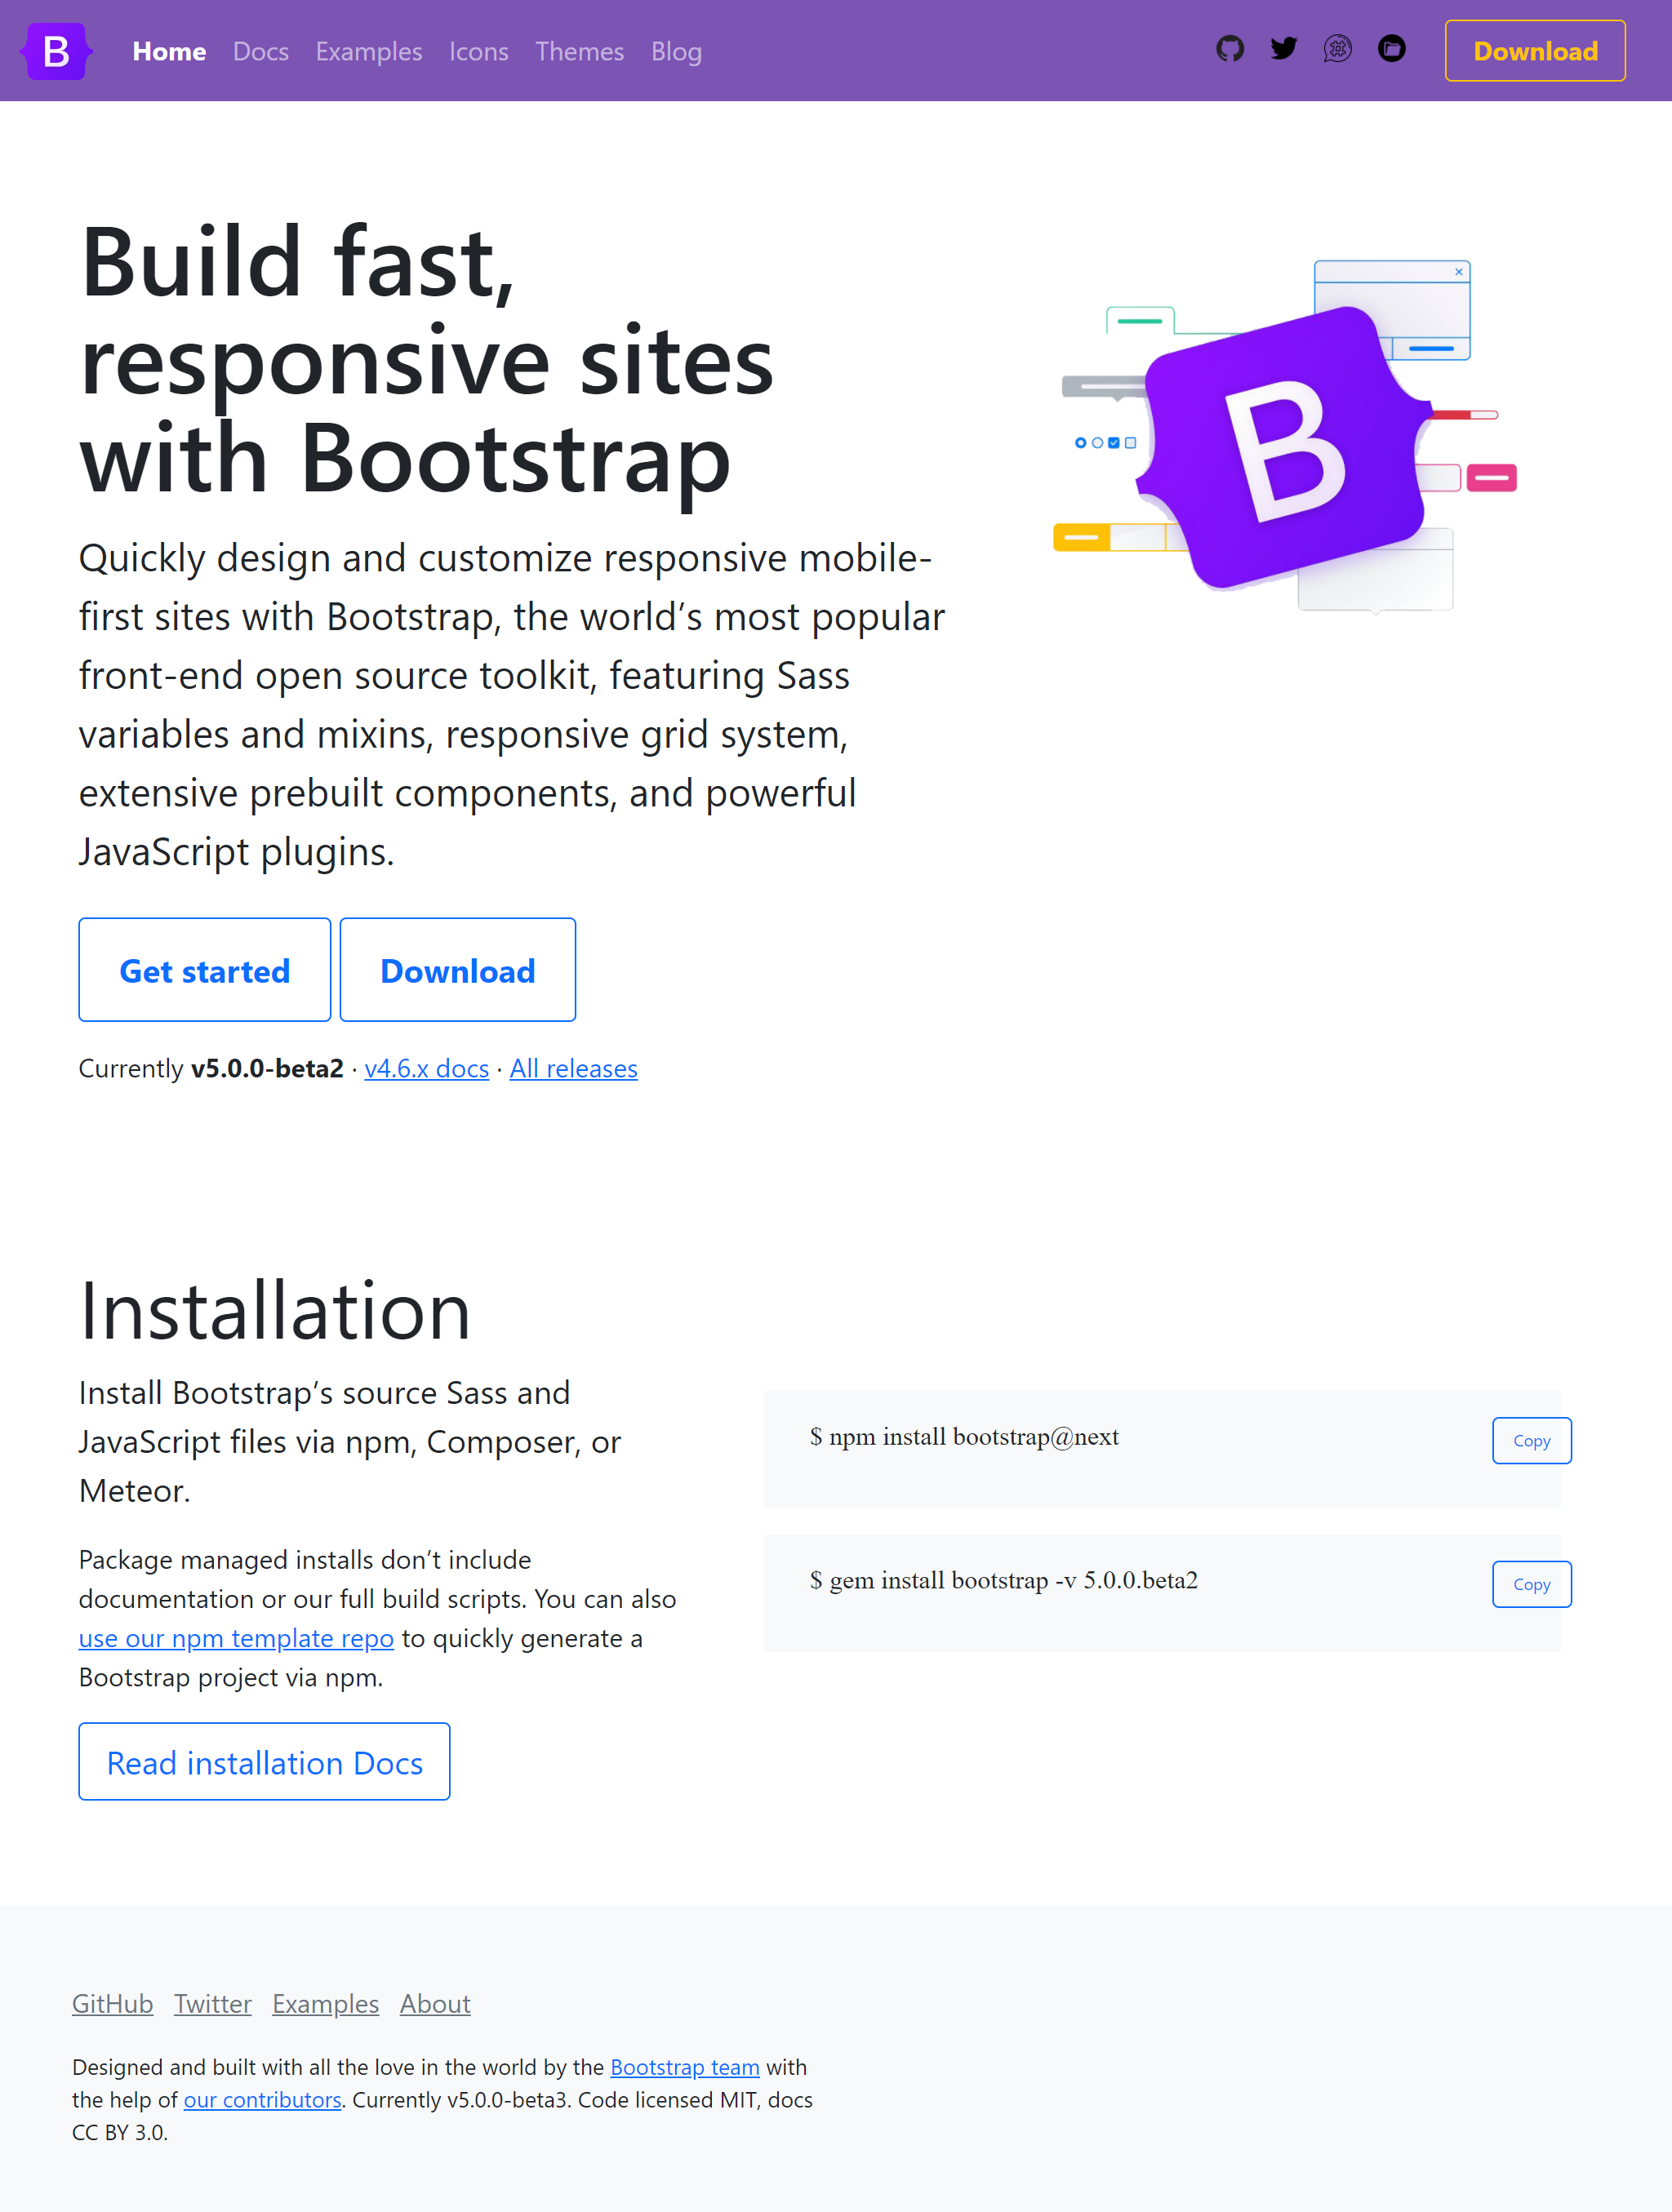 B Home Docs Examples Icons Themes Blog Download
Build fast,
responsive sites
with Bootstrap
B
Quickly design and customize responsive mobile-
first sites with Bootstrap, the world’s most popular
front-end open source toolkit, featuring Sass
variables and mixins, responsive grid system,
extensive prebuilt components, and powerful
JavaScript plugins.
Get started Download
Currently v5.0.0-beta2 · v4.6.x docs · All releases
Installation
Install Bootstrap’s source Sass and
JavaScript files via npm, Composer, or
Meteor.
Package managed installs don’t include
documentation or our full build scripts. You can also
use our npm template repo to quickly generate a
Bootstrap project via npm.
Read installation Docs
$ npm install bootstrap@next Copy
$ gem install bootstrap -v 5.0.0.beta2 Copy
GitHub Twitter Examples About
Designed and built with all the love in the world by the Bootstrap team with
the help of our contributors. Currently v5.0.0-beta3. Code licensed MIT, docs
CC BY 3.0.